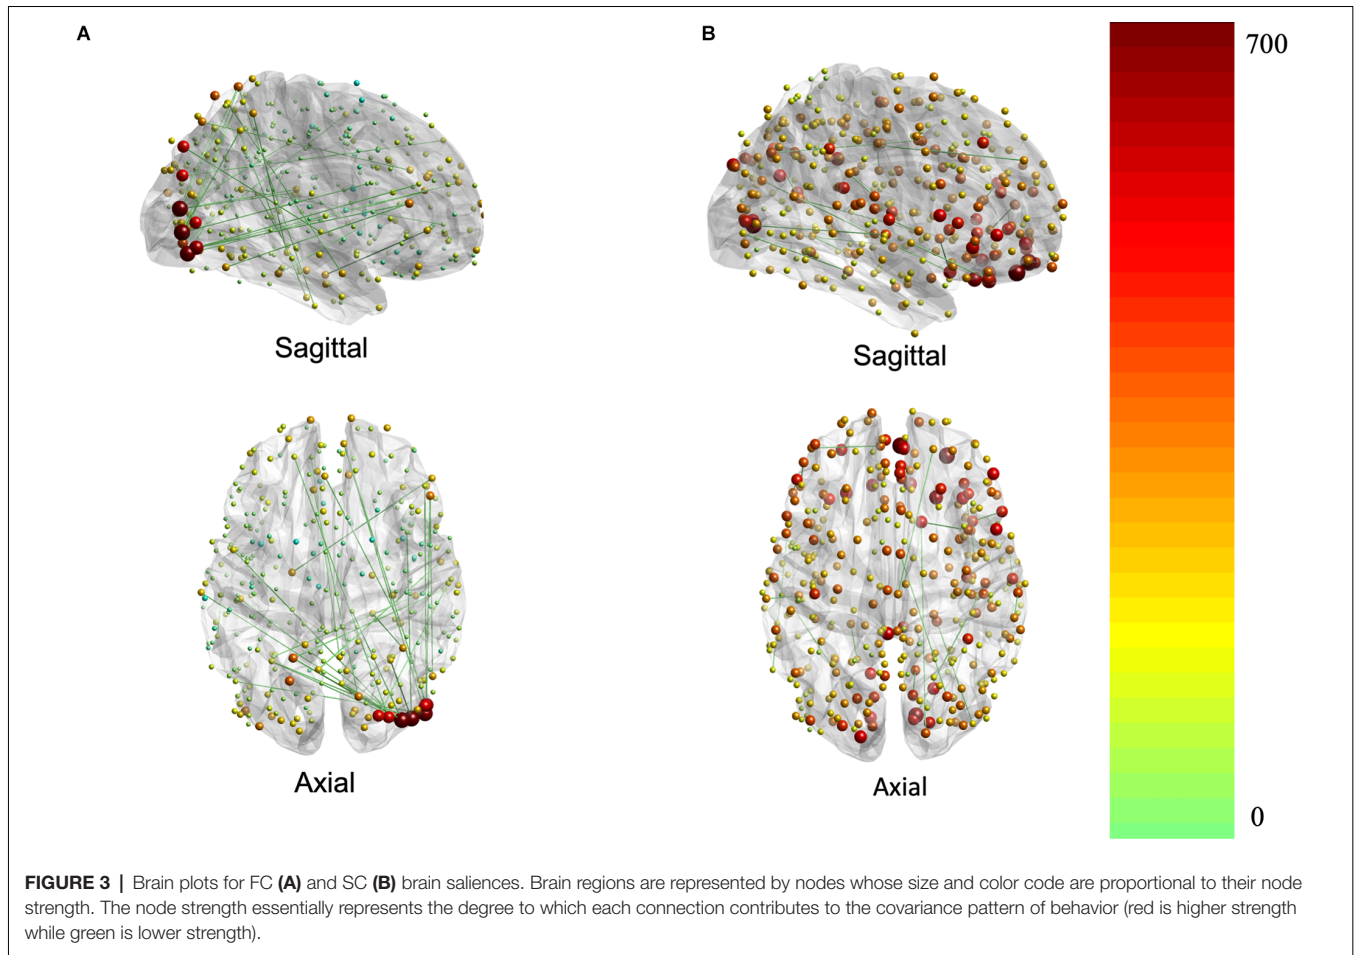 A
B
700
Sagittal
Sagittal
Axial
Axial
0
FIGURE 3 | Brain plots for FC (A) and SC (B) brain saliences. Brain regions are represented by nodes whose size and color code are proportional to their node
strength. The node strength essentially represents the degree to which each connection contributes to the covariance pattern of behavior (red is higher strength
while green is lower strength).